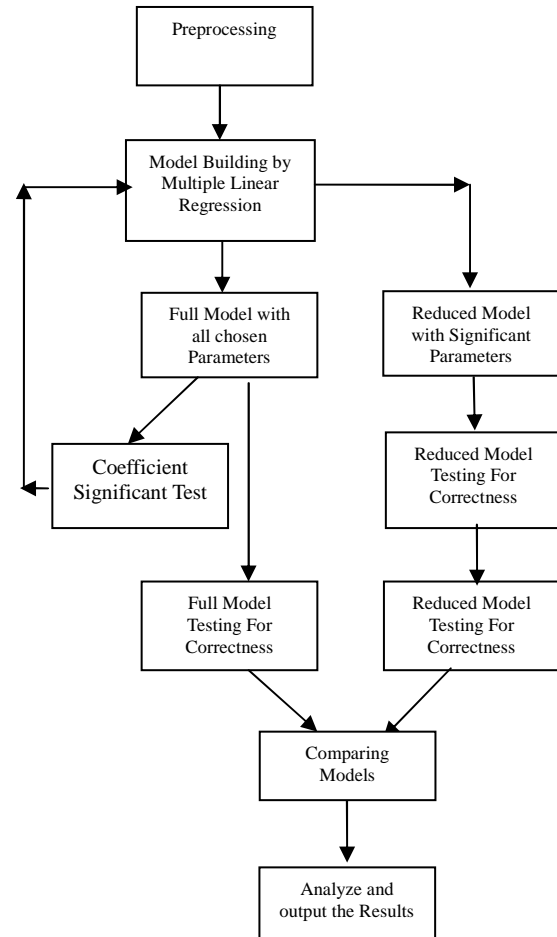 Preprocessing
Model Building by
Multiple Linear
Regression
Full Model with
all chosen
Parameters
Reduced Model
with Significant
Parameters
Coefficient
Significant Test
Reduced Model
Testing For
Correctness
Full Model
Testing For
Correctness
Reduced Model
Testing For
Correctness
Comparing
Models
Analyze and
output the Results